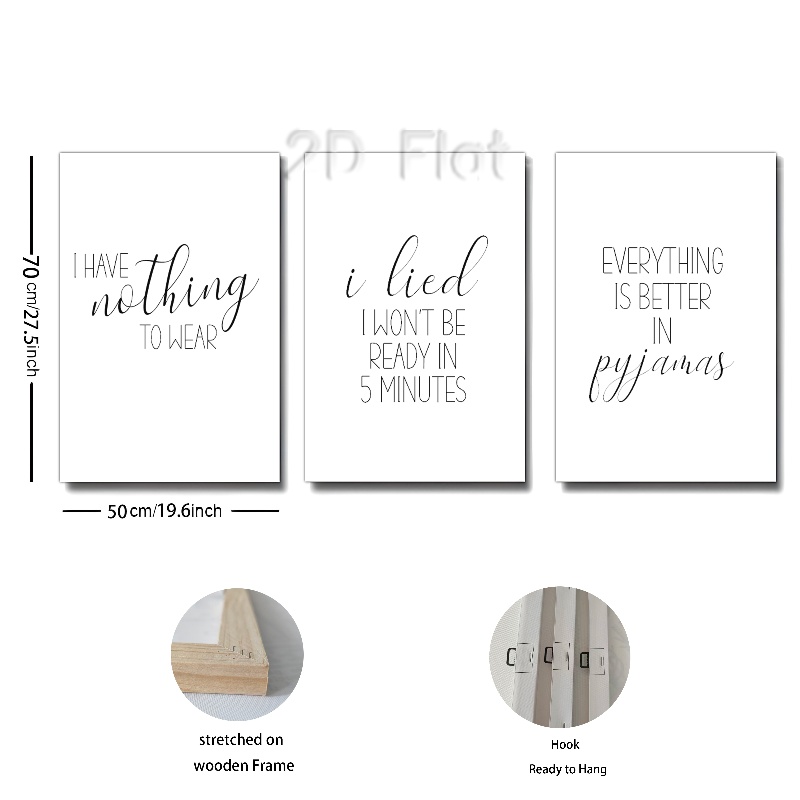 2D Flat
I HAVE
nothing
TO WEAR
i lied
I WON'T BE
READY IN
5 MINUTES
EVERYTHING
IS BETTER
IN
pyjamas
70 cm/27.5inch
50cm/19.6inch
stretched on
wooden Frame
Hook
Ready to Hang